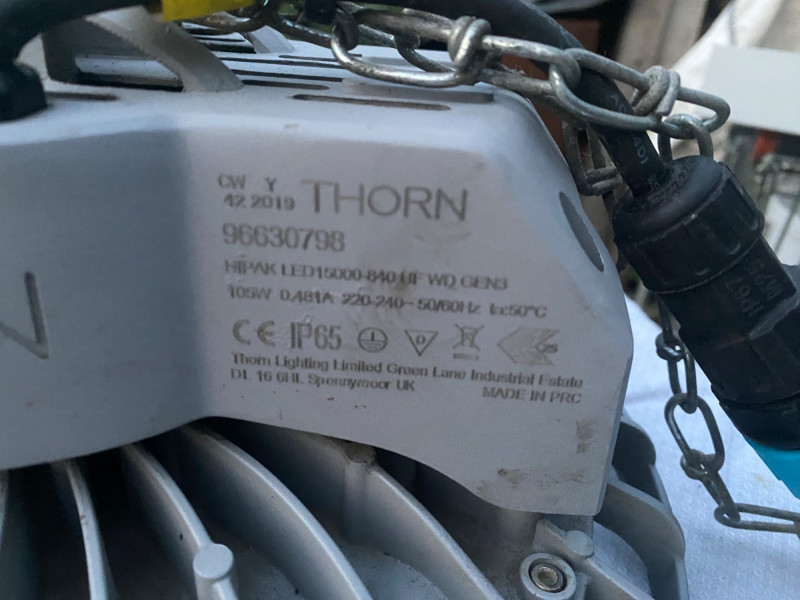 CW Y
42 2019 THORN
96630798
HIPAK LED15000-840 HF WD GEN3
105W 0.481A 220-240~ 50/60Hz ta:50°C
CE IP65 D
Thorn Lighting Limited Green Lane Industrial Estate
DL 16 6HL Spennymoor UK MADE IN PRC
N